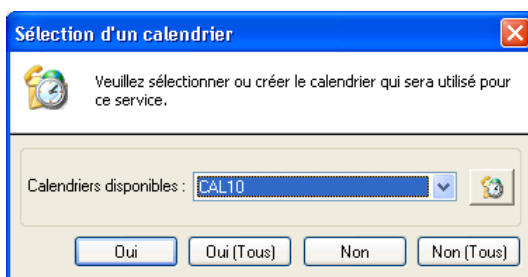 Sélection d'un calendrier
Veuillez sélectionner ou créer le calendrier qui sera utilisé pour
ce service.
Calendriers disponibles : CAL10
Oui Oui (Tous) Non Non (Tous)